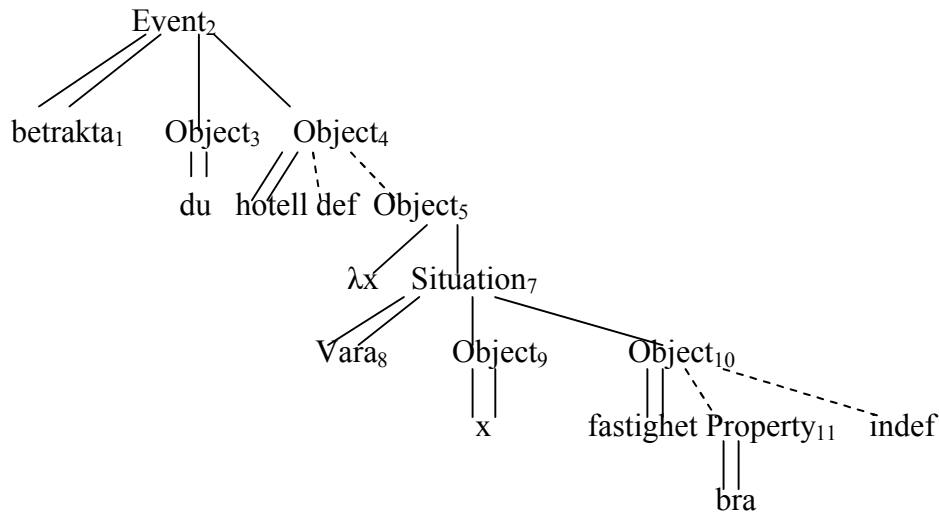 Event₂
betrakta₁ Object₃ Object₄
du hotell def Object₅
λx Situation₇
Vara₈ Object₉ Object₁₀
x fastighet Property₁₁ indef
bra